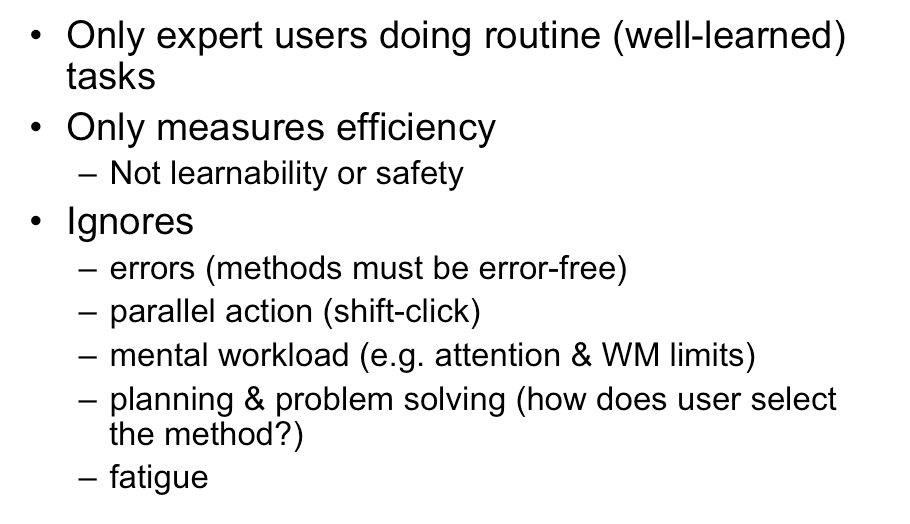 • Only expert users doing routine (well-learned)
tasks
• Only measures efficiency
– Not learnability or safety
• Ignores
– errors (methods must be error-free)
– parallel action (shift-click)
– mental workload (e.g. attention & WM limits)
– planning & problem solving (how does user select
the method?)
– fatigue